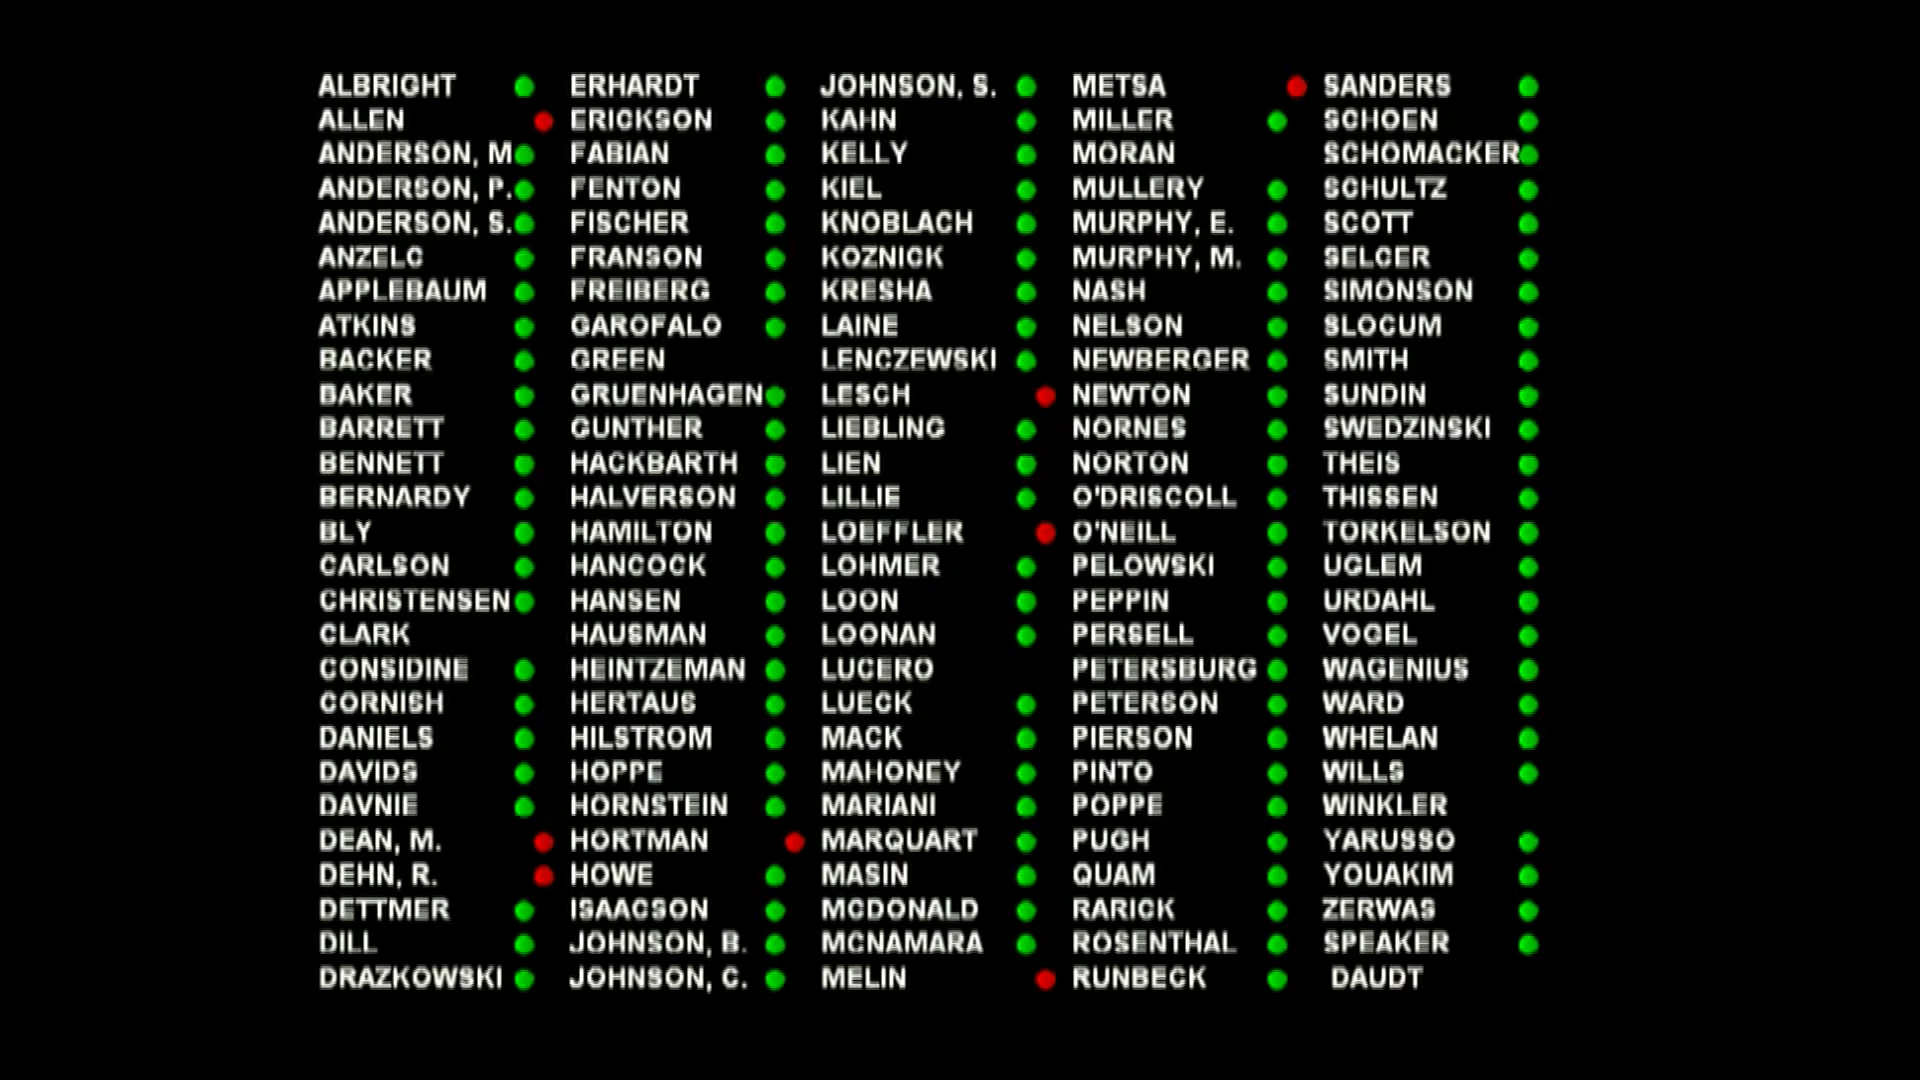 ALBRIGHT
ALLEN
ANDERSON, M
ANDERSON, P.
ANDERSON, S.
ANZELC
APPLEBAUM
ATKINS
BACKER
BAKER
BARRETT
BENNETT
BERNARDY
BLY
CARLSON
CHRISTENSEN
CLARK
CONSIDINE
CORNISH
DANIELS
DAVIDS
DAVNIE
DEAN, M.
DEHN, R.
DETTMER
DILL
DRAZKOWSKI
ERHARDT
ERICKSON
FABIAN
FENTON
FISCHER
FRANSON
FREIBERG
GAROFALO
GREEN
GRUENHAGEN
GUNTHER
HACKBARTH
HALVERSON
HAMILTON
HANCOCK
HANSEN
HAUSMAN
HEINTZEMAN
HERTAUS
HILSTROM
HOPPE
HORNSTEIN
HORTMAN
HOWE
ISAACSON
JOHNSON, B.
JOHNSON, C.
JOHNSON, S.
KAHN
KELLY
KIEL
KNOBLACH
KOZNICK
KRESHA
LAINE
LENCZEWSKI
LESCH
LIEBLING
LIEN
LILLIE
LOEFFLER
LOHMER
LOON
LOONAN
LUCERO
LUECK
MACK
MAHONEY
MARIANI
MARQUART
MASIN
MCDONALD
MCNAMARA
MELIN
METSA
MILLER
MORAN
MULLERY
MURPHY, E.
MURPHY, M.
NASH
NELSON
NEWBERGER
NEWTON
NORNES
NORTON
O'DRISCOLL
O'NEILL
PELOWSKI
PEPPIN
PERSELL
PETERSBURG
PETERSON
PIERSON
PINTO
POPPE
PUGH
QUAM
RARICK
ROSENTHAL
RUNBECK
SANDERS
SCHOEN
SCHOMACKER
SCHULTZ
SCOTT
SELCER
SIMONSON
SLOCUM
SMITH
SUNDIN
SWEDZINSKI
THEIS
THISSEN
TORKELSON
UGLEM
URDAHL
VOGEL
WAGENIUS
WARD
WHELAN
WILLS
WINKLER
YARUSSO
YOUAKIM
ZERWAS
SPEAKER
DAUDT